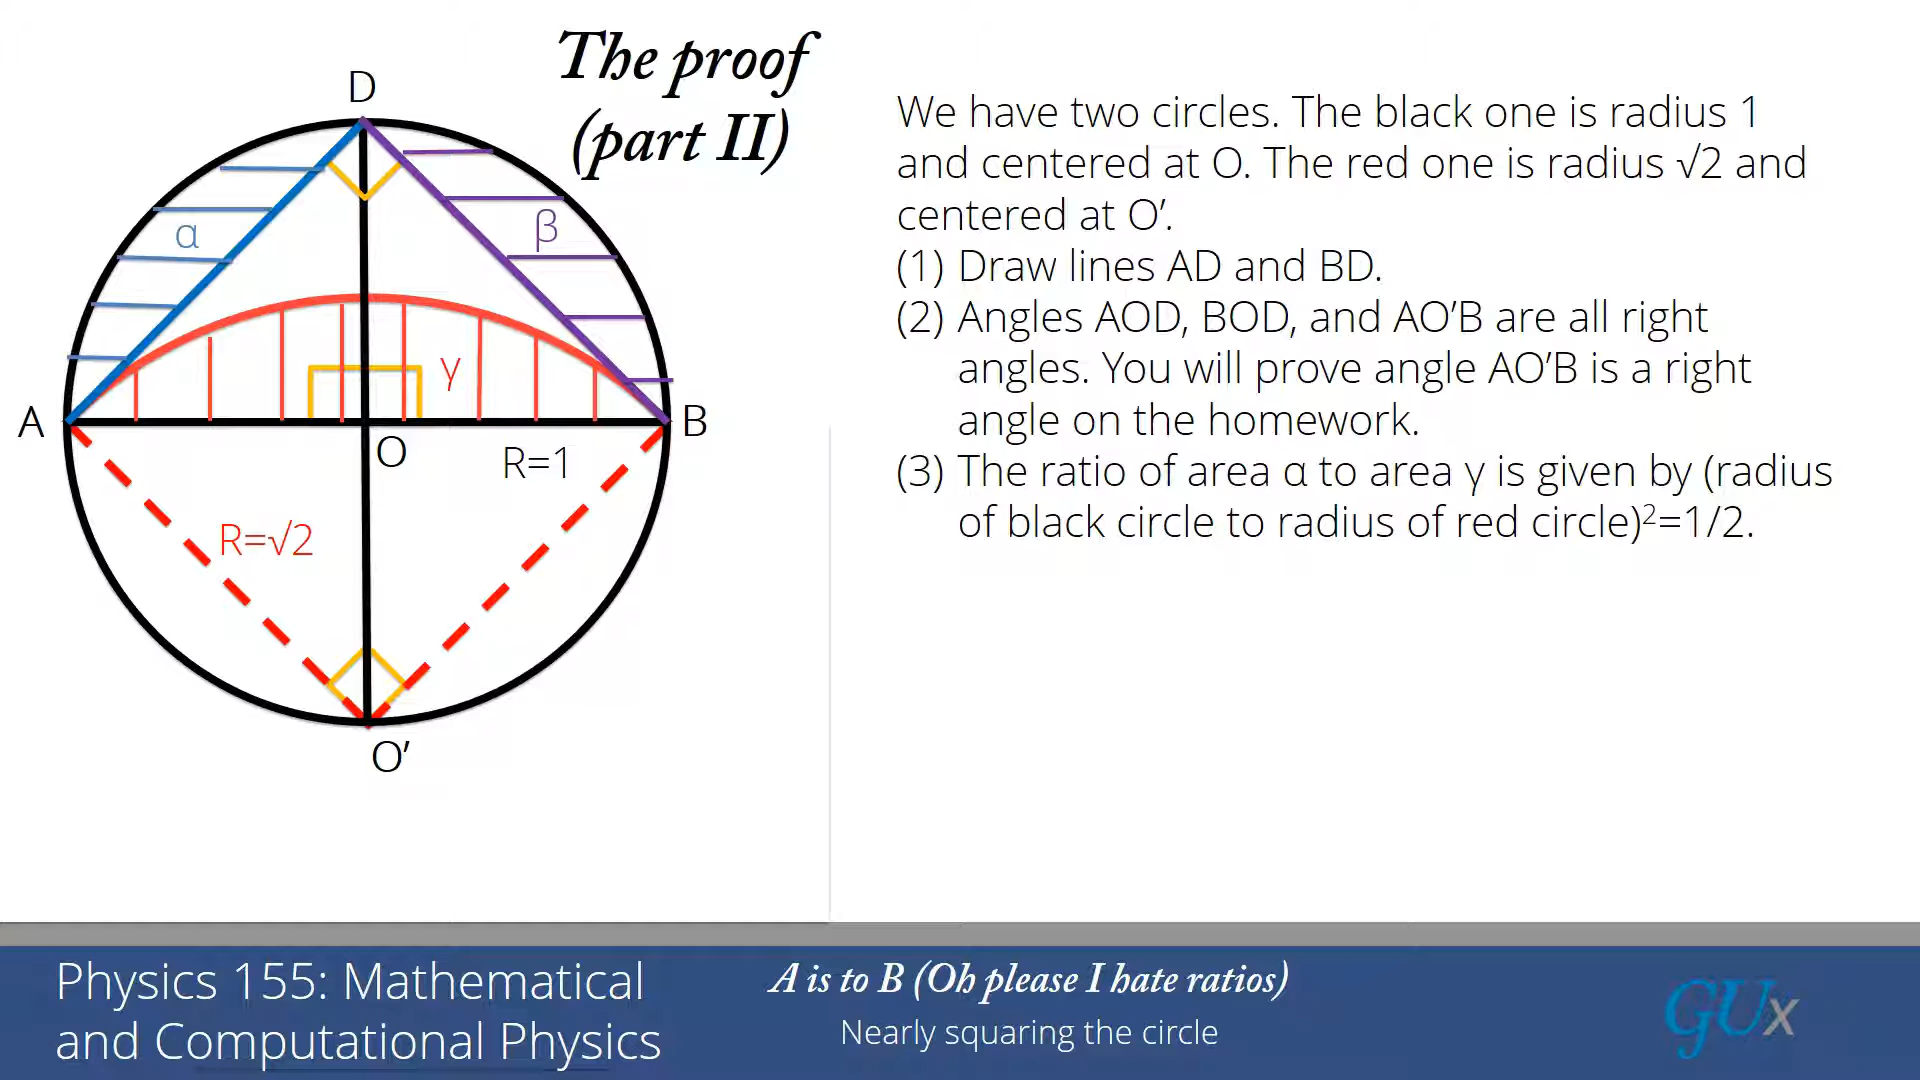 The proof
(part II)
D
α
β
γ
A
B
O
R=1
R=√2
O’
We have two circles. The black one is radius 1
and centered at O. The red one is radius √2 and
centered at O’.
(1) Draw lines AD and BD.
(2) Angles AOD, BOD, and AO’B are all right
angles. You will prove angle AO’B is a right
angle on the homework.
(3) The ratio of area α to area γ is given by (radius
of black circle to radius of red circle)²=1/2.
Physics 155: Mathematical
and Computational Physics
A is to B (Oh please I hate ratios)
Nearly squaring the circle
GUx